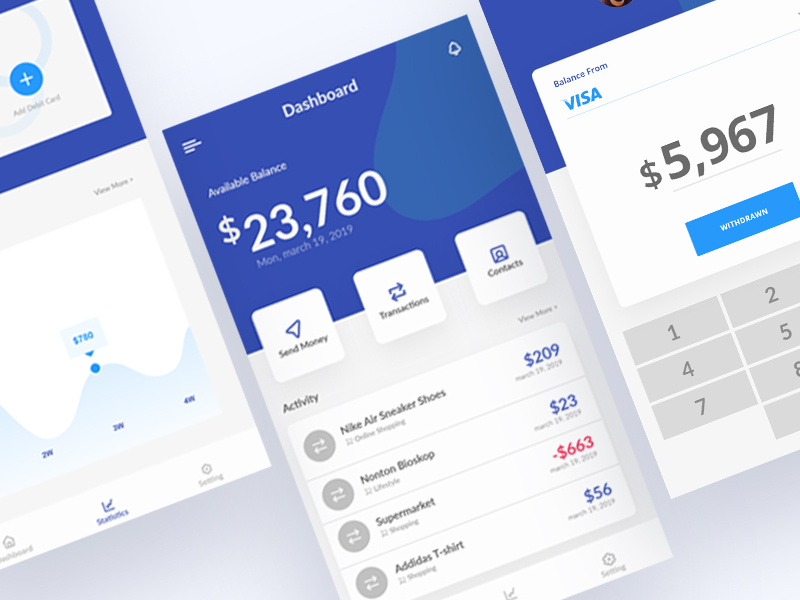 Add Debit Card
View More >
$780
2W
3W
4W
Statistics
Setting
Dashboard
Available Balance
$23,760
Mon, march 19, 2019
Send Money
Transactions
Contacts
View More >
Activity
Nike Air Sneaker Shoes
Online Shopping
$209
march 19, 2019
Nonton Bioskop
Lifestyle
$23
march 19, 2019
Supermarket
Shopping
-$663
march 19, 2019
Adidas T-shirt
Shopping
$56
march 19, 2019
Setting
Balance From
VISA
$5,967
WITHDRAWN
1
2
4
5
7
8